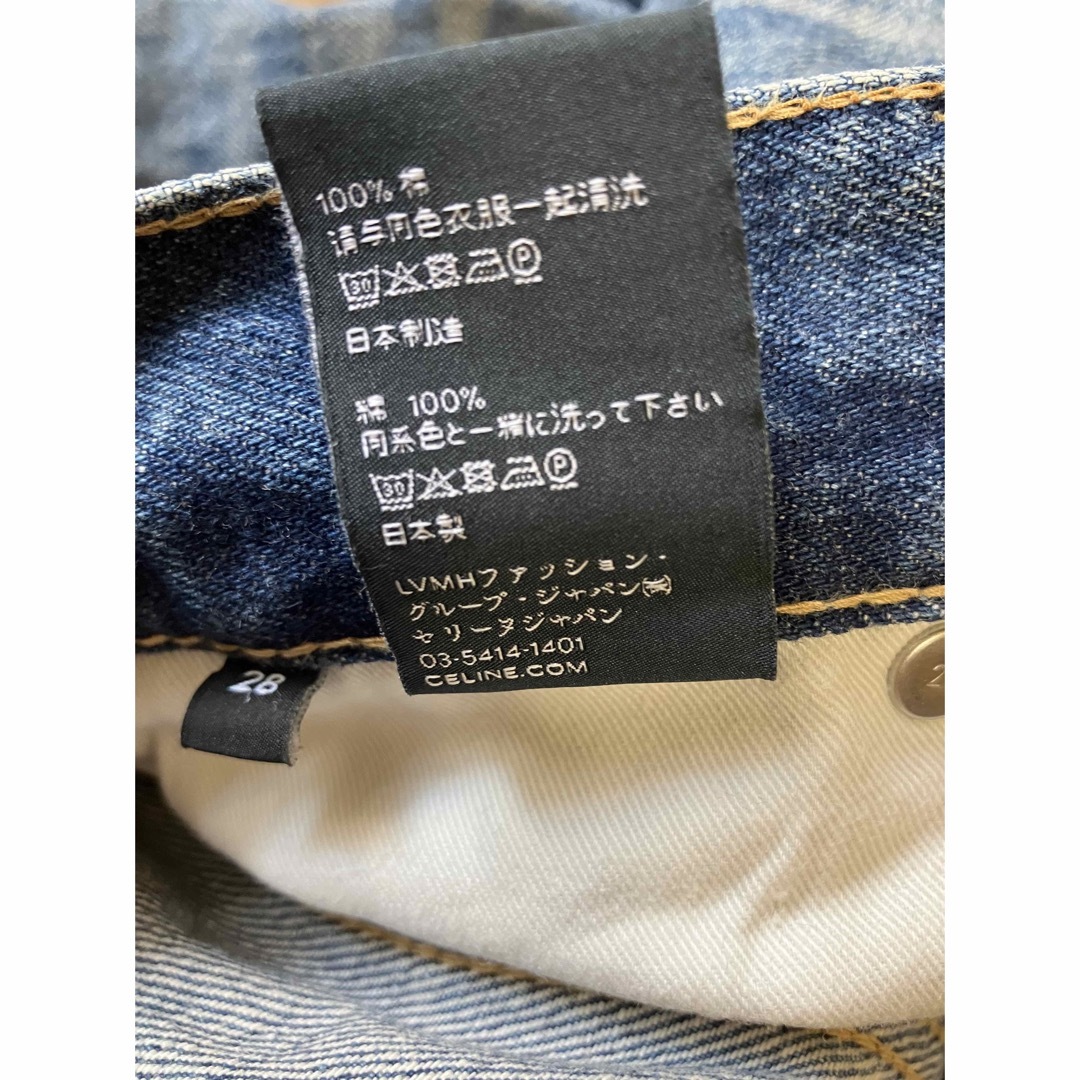 100% 棉
请与同色衣服一起清洗
30 P
日本制造
綿 100%
同系色と一緒に洗って下さい
30 P
日本製
LVMHファッション・
グループ・ジャパン㈱
セリーヌジャパン
03-5414-1401
CELINE.COM
28
2